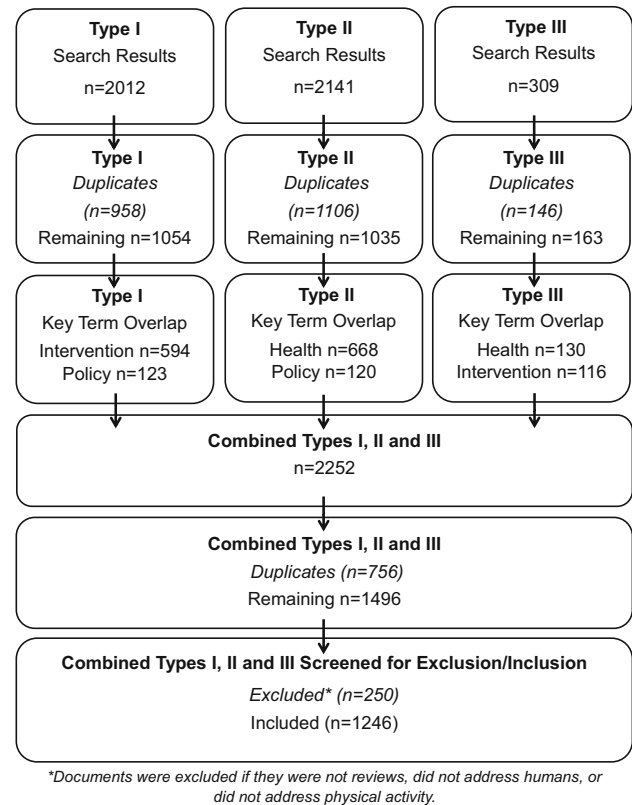 Type I
Search Results
n=2012
Type II
Search Results
n=2141
Type III
Search Results
n=309
Type I
Duplicates
(n=958)
Remaining n=1054
Type II
Duplicates
(n=1106)
Remaining n=1035
Type III
Duplicates
(n=146)
Remaining n=163
Type I
Key Term Overlap
Intervention n=594
Policy n=123
Type II
Key Term Overlap
Health n=668
Policy n=120
Type III
Key Term Overlap
Health n=130
Intervention n=116
Combined Types I, II and III
n=2252
Combined Types I, II and III
Duplicates (n=756)
Remaining n=1496
Combined Types I, II and III Screened for Exclusion/Inclusion
Excluded* (n=250)
Included (n=1246)
*Documents were excluded if they were not reviews, did not address humans, or
did not address physical activity.